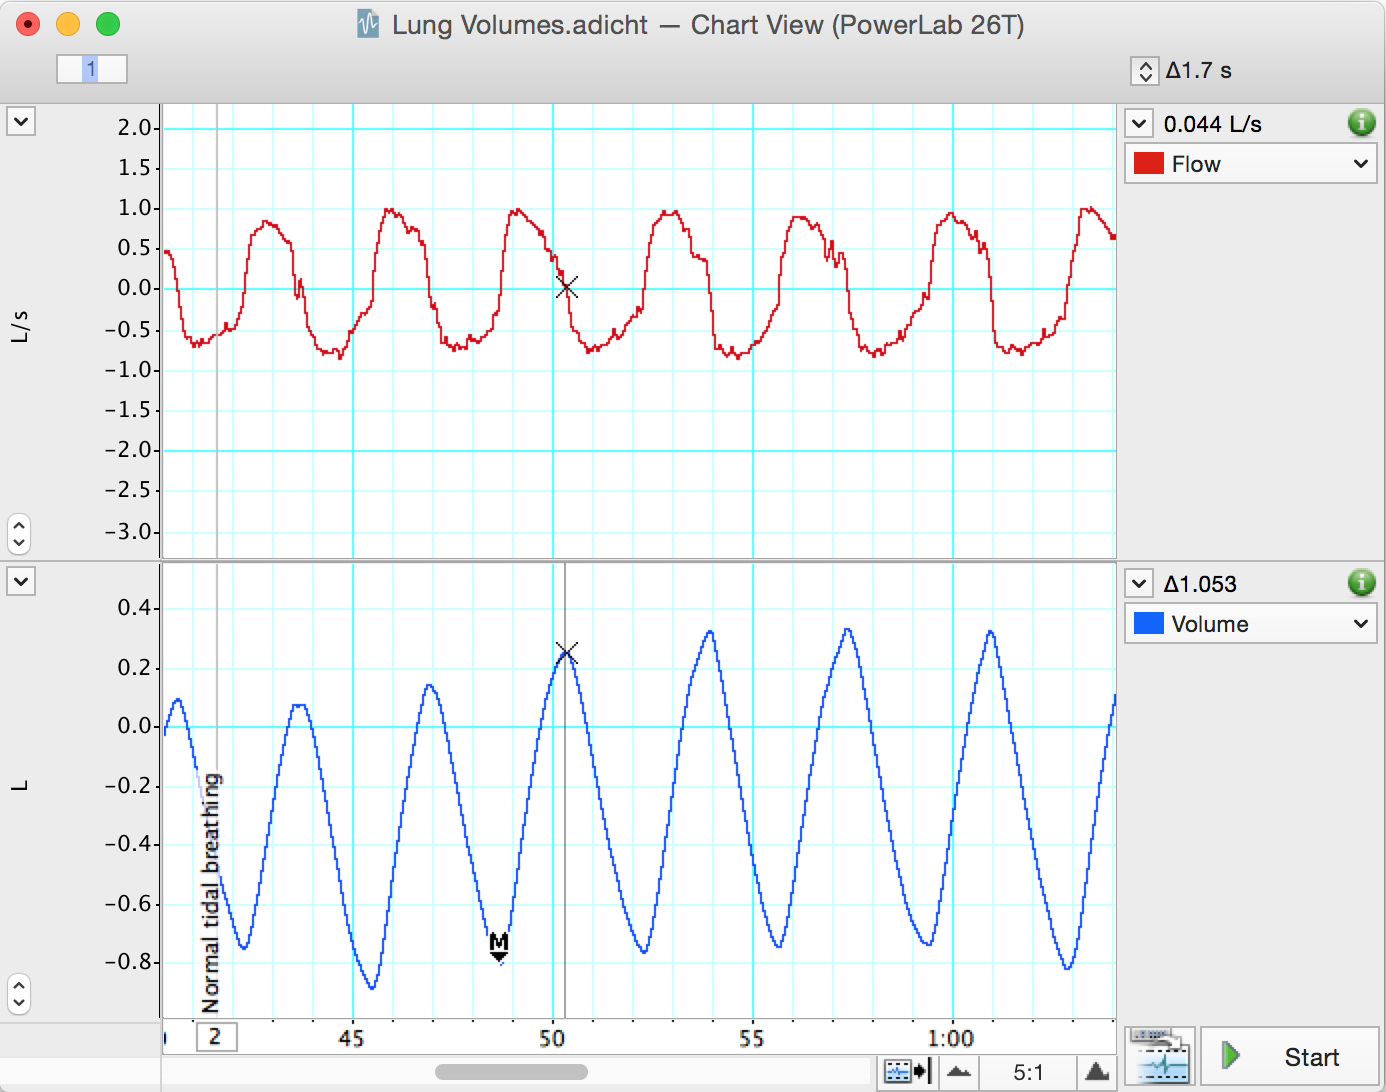 Lung Volumes.adicht — Chart View (PowerLab 26T)
1
Δ1.7 s
2.0
1.5
1.0
0.5
0.0
−0.5
−1.0
−1.5
−2.0
−2.5
−3.0
L/s
0.044 L/s
Flow
0.4
0.2
0.0
−0.2
−0.4
−0.6
−0.8
L
Normal tidal breathing
M
Δ1.053
Volume
2
45
50
55
1:00
5:1
Start